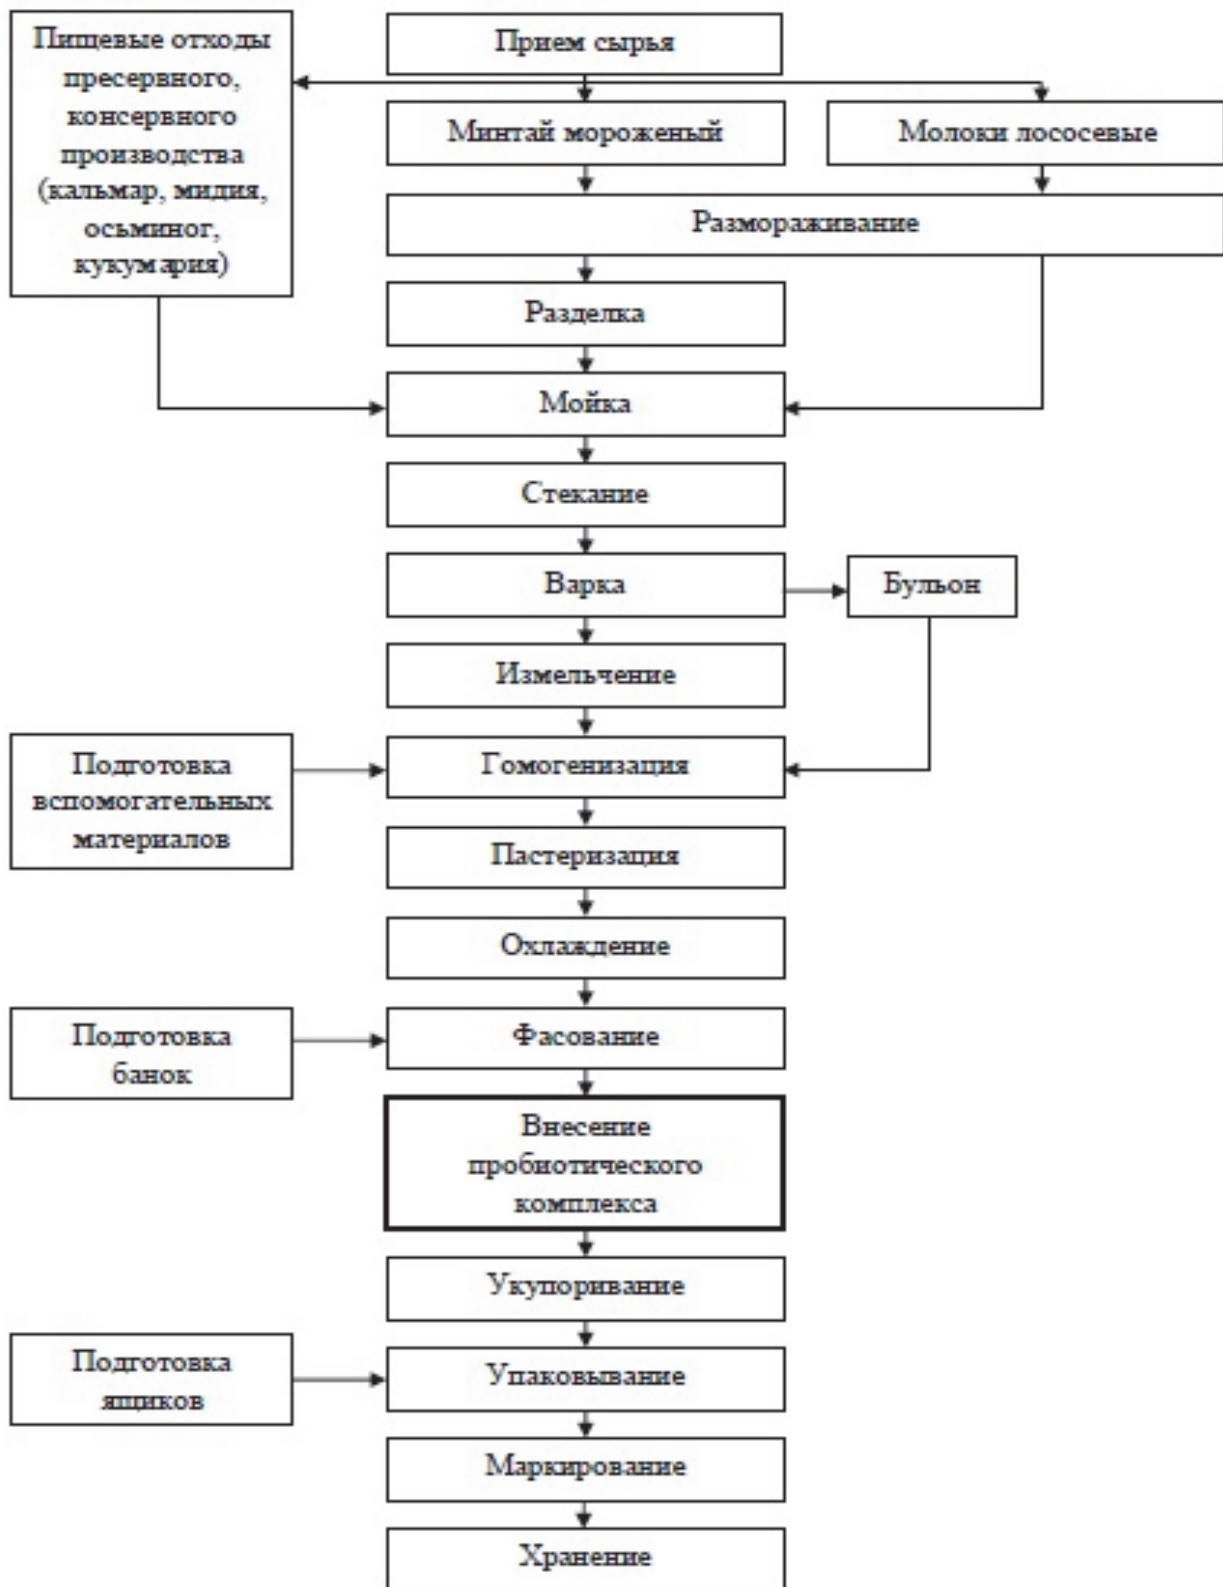 Прием сырья
Пищевые отходы
пресервного,
консервного
производства
(кальмар, мидия,
осьминог,
кукумария)
Минтай мороженый
Молоки лососевые
Размораживание
Разделка
Мойка
Стекание
Варка
Бульон
Измельчение
Подготовка
вспомогательных
материалов
Гомогенизация
Пастеризация
Охлаждение
Подготовка
банок
Фасование
Внесение
пробиотического
комплекса
Укупоривание
Подготовка
ящиков
Упаковывание
Маркирование
Хранение